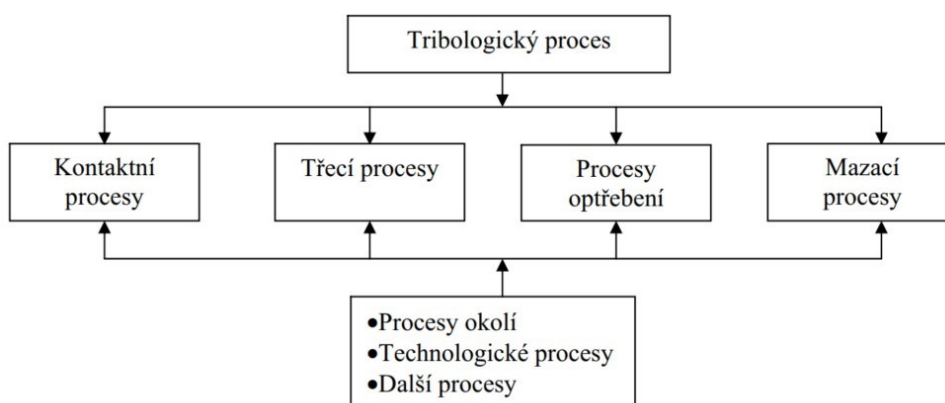 Tribologický proces
Kontaktní
procesy
Třecí procesy
Procesy
optřebení
Mazací
procesy
•Procesy okolí
•Technologické procesy
•Další procesy